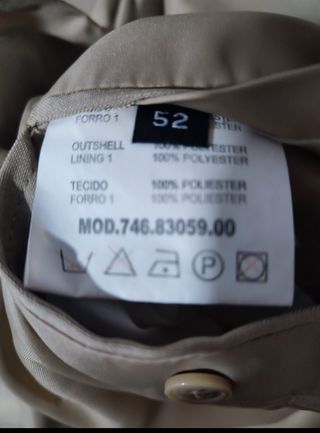 52
FORRO 1
OUTSHELL 100% POLYESTER
LINING 1 100% POLYESTER
TECIDO 100% POLIESTER
FORRO 1 100% POLIESTER
MOD.746.83059.00
P